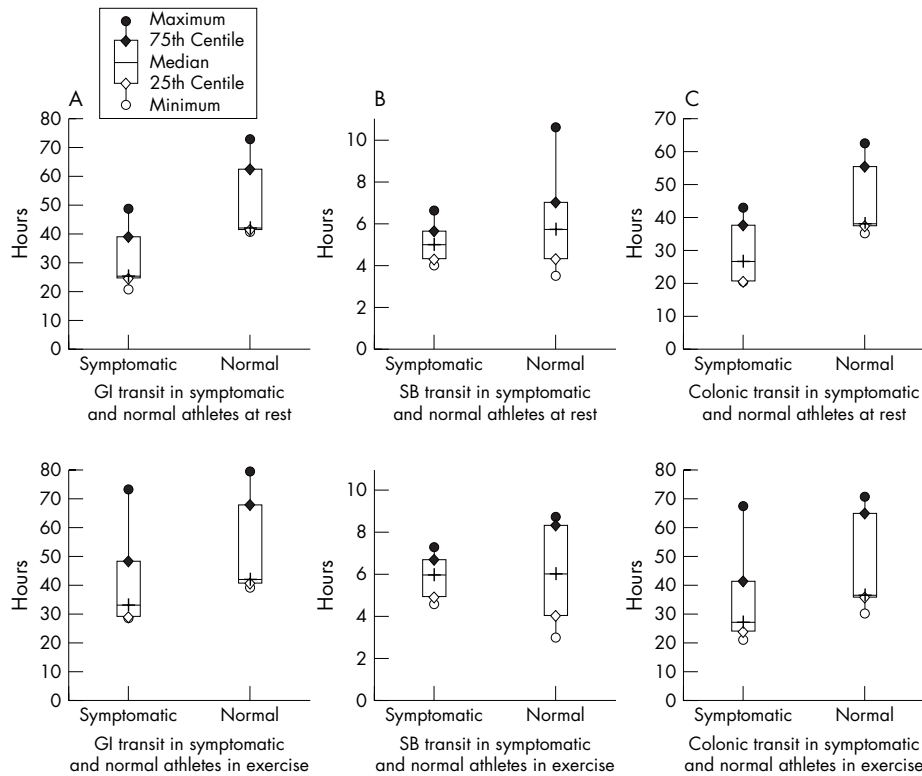 Maximum
75th Centile
Median
25th Centile
Minimum
A
80
70
60
50
40
30
20
10
0
Hours
Symptomatic
Normal
GI transit in symptomatic
and normal athletes at rest
B
10
8
6
4
2
0
Hours
Symptomatic
Normal
SB transit in symptomatic
and normal athletes at rest
C
70
60
50
40
30
20
10
0
Hours
Symptomatic
Normal
Colonic transit in symptomatic
and normal athletes at rest
80
70
60
50
40
30
20
10
0
Hours
Symptomatic
Normal
GI transit in symptomatic
and normal athletes in exercise
10
8
6
4
2
0
Hours
Symptomatic
Normal
SB transit in symptomatic
and normal athletes in exercise
80
70
60
50
40
30
20
10
0
Hours
Symptomatic
Normal
Colonic transit in symptomatic
and normal athletes in exercise